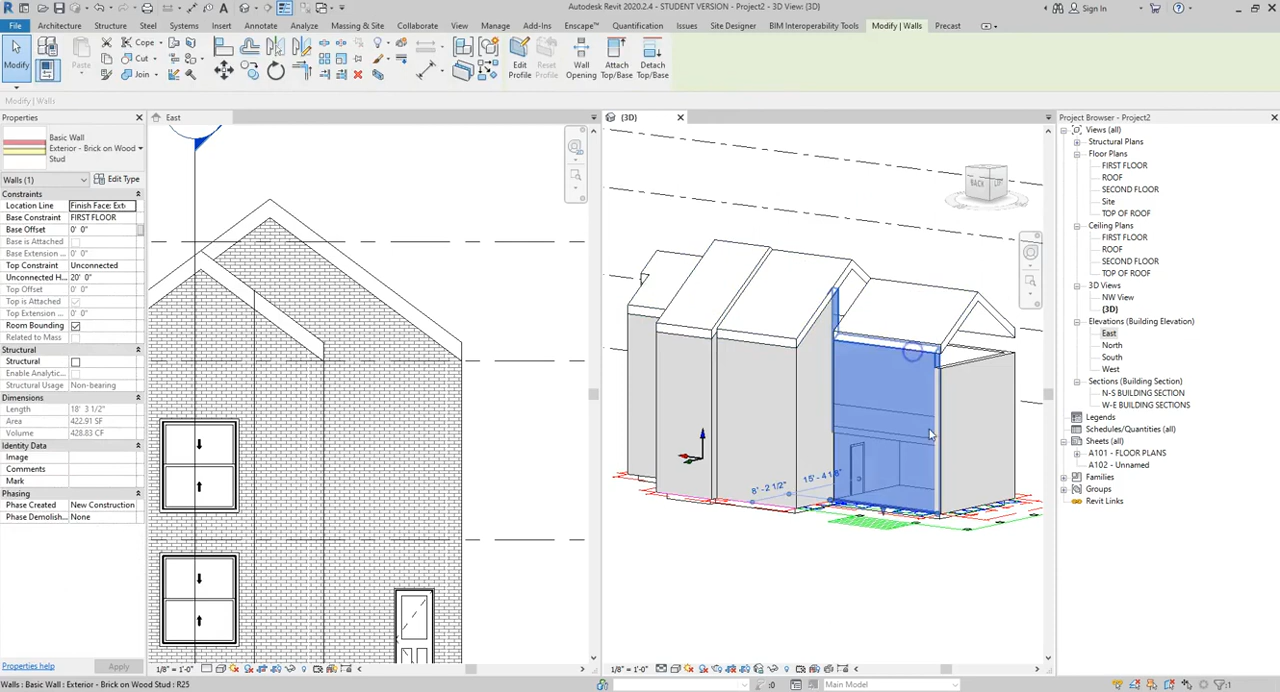 Autodesk Revit 2020.2.4 - STUDENT VERSION - Project2 - 3D View: {3D}
Sign In
File Architecture Structure Steel Systems Insert Annotate Analyze Massing & Site Collaborate View Manage Add-Ins Enscape™ Quantification Issues Site Designer BIM Interoperability Tools Modify | Walls Precast
Modify
Paste
Cope
Cut
Join
Edit Profile
Reset Profile
Wall Opening
Attach Top/Base
Detach Top/Base
Modify | Walls
Properties
East
{3D}
Project Browser - Project2
Basic Wall
Exterior - Brick on Wood Stud
Walls (1)
Edit Type
Constraints
Location Line Finish Face: Ext
Base Constraint FIRST FLOOR
Base Offset 0' 0"
Base is Attached
Base Extension ...
Top Constraint Unconnected
Unconnected H... 20' 0"
Top Offset 0' 0"
Top is Attached
Top Extension ...
Room Bounding
Related to Mass
Structural
Structural
Enable Analytic...
Structural Usage Non-bearing
Dimensions
Length 18' 3 1/2"
Area 422.91 SF
Volume 428.83 CF
Identity Data
Image
Comments
Mark
Phasing
Phase Created New Construction
Phase Demolish... None
Properties help
Apply
BACK
8' - 2 1/2"
15' - 4 1/8"
Views (all)
Structural Plans
Floor Plans
FIRST FLOOR
ROOF
SECOND FLOOR
Site
TOP OF ROOF
Ceiling Plans
FIRST FLOOR
ROOF
SECOND FLOOR
TOP OF ROOF
3D Views
NW View
{3D}
Elevations (Building Elevation)
East
North
South
West
Sections (Building Section)
N-S BUILDING SECTION
W-E BUILDING SECTIONS
Legends
Schedules/Quantities (all)
Sheets (all)
A101 - FLOOR PLANS
A102 - Unnamed
Families
Groups
Revit Links
1/8" = 1'-0"
1/8" = 1'-0"
Walls : Basic Wall : Exterior - Brick on Wood Stud : R25
:0
Main Model
:1